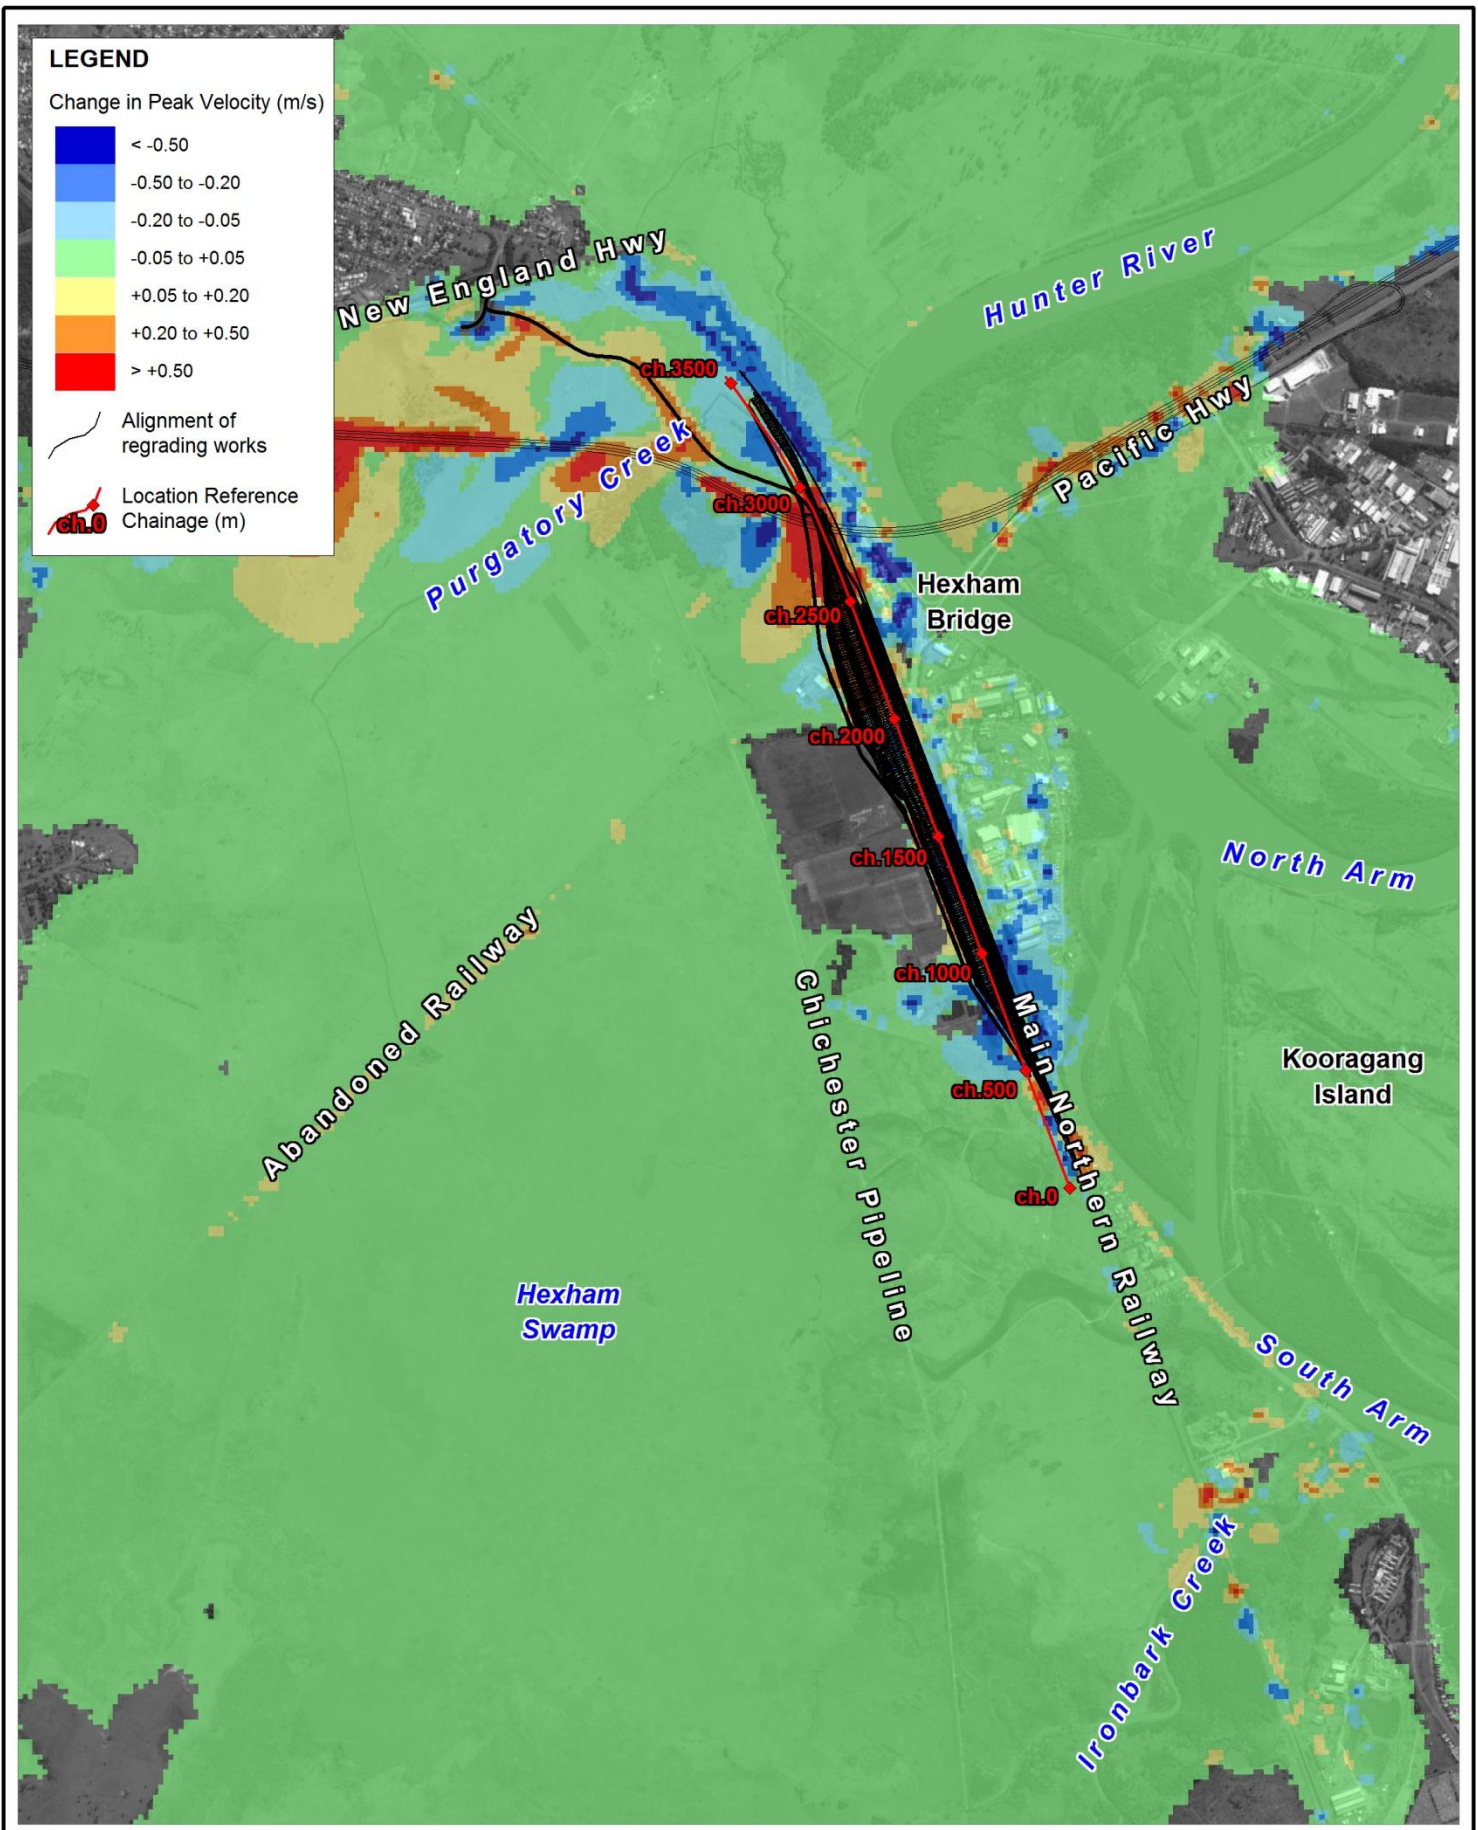 LEGEND
Change in Peak Velocity (m/s)
< -0.50
-0.50 to -0.20
-0.20 to -0.05
-0.05 to +0.05
+0.05 to +0.20
+0.20 to +0.50
> +0.50
Alignment of
regrading works
Location Reference
Chainage (m)
ch.0
New England Hwy
Hunter River
ch.3500
Pacific Hwy
Purgatory Creek
ch.3000
Hexham
Bridge
ch.2500
ch.2000
North Arm
ch.1500
Abandoned Railway
ch.1000
Chichester Pipeline
Main Northern Railway
Kooragang
Island
ch.500
ch.0
Hexham
Swamp
South Arm
Ironbark Creek